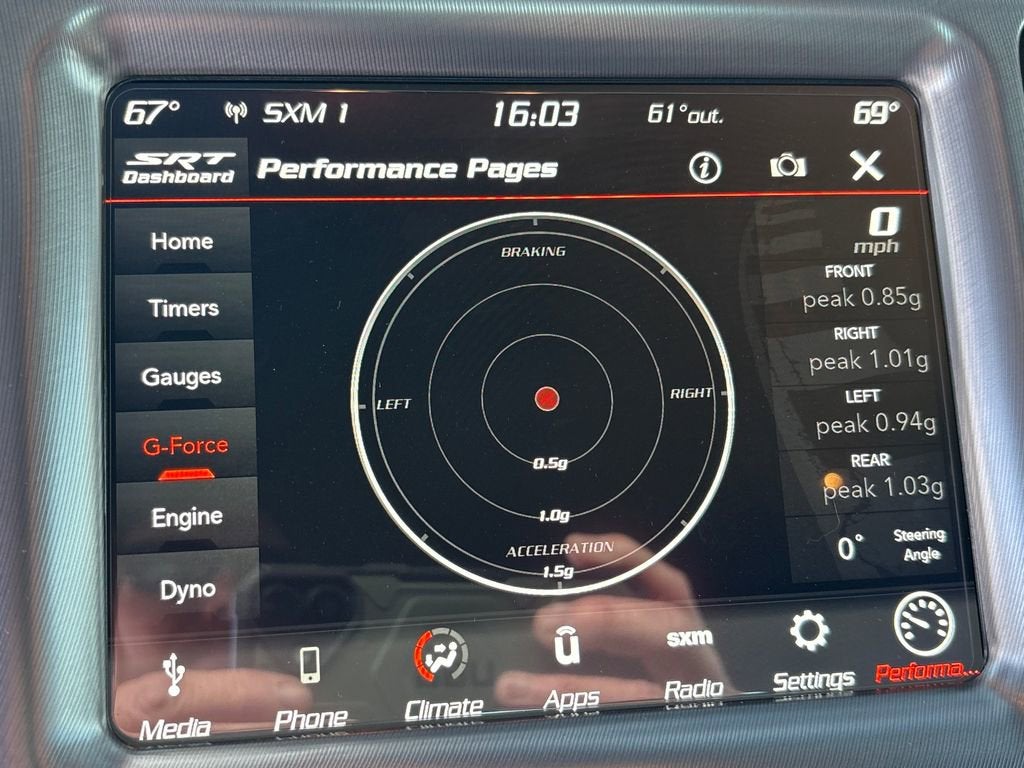 67° SXM 1 16:03 61°out. 69°
SRT
Dashboard
Performance Pages
Home
Timers
Gauges
G-Force
Engine
Dyno
BRAKING
LEFT
RIGHT
0.5g
1.0g
ACCELERATION
1.5g
0
mph
FRONT
peak 0.85g
RIGHT
peak 1.01g
LEFT
peak 0.94g
REAR
peak 1.03g
0° Steering
Angle
sxm
Media Phone Climate Apps Radio Settings Performa...